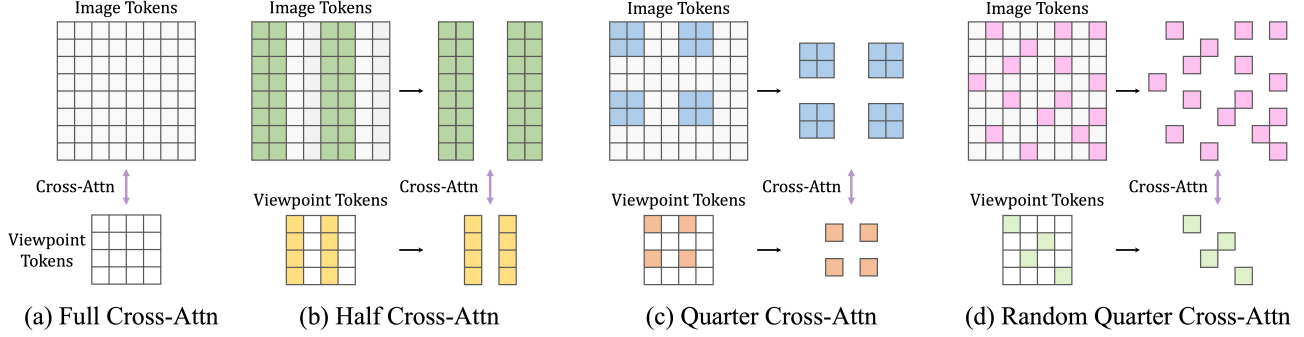 Image Tokens
Cross-Attn
Viewpoint
Tokens
(a) Full Cross-Attn
Image Tokens
Cross-Attn
Viewpoint Tokens
(b) Half Cross-Attn
Image Tokens
Cross-Attn
Viewpoint Tokens
(c) Quarter Cross-Attn
Image Tokens
Cross-Attn
Viewpoint Tokens
(d) Random Quarter Cross-Attn